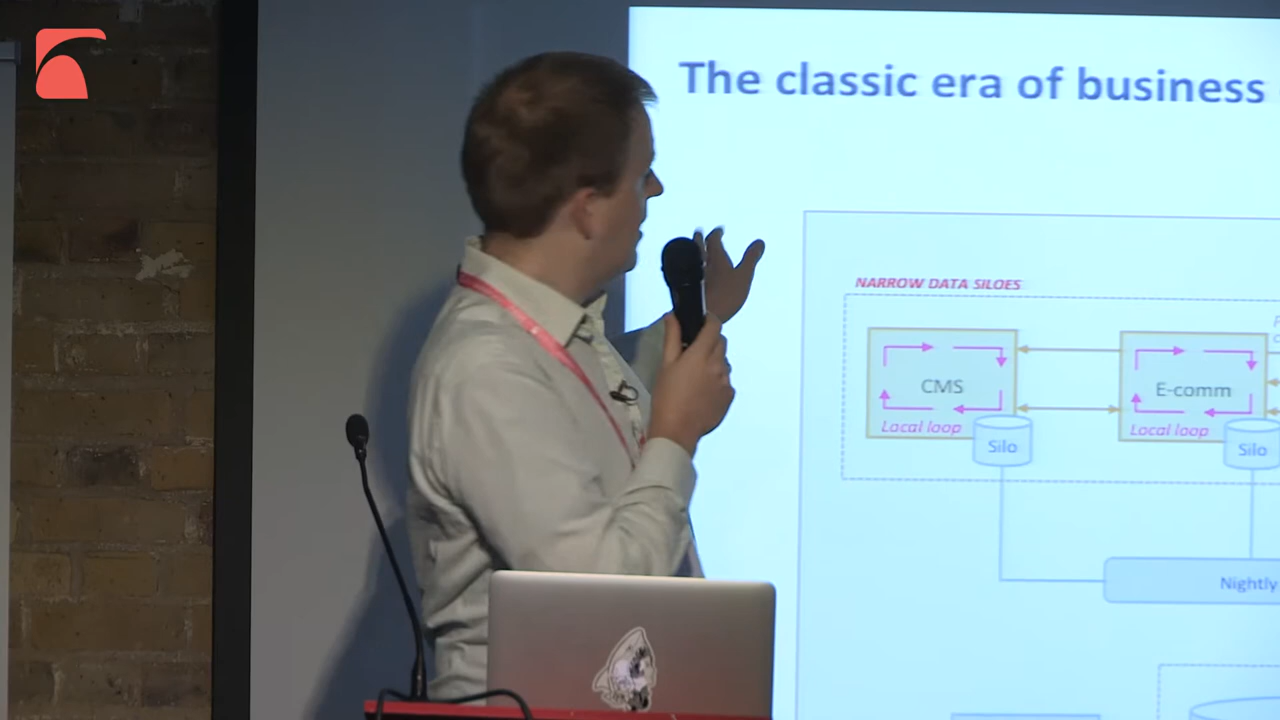 The classic era of business
NARROW DATA SILOES
CMS
E-comm
Local loop
Local loop
Silo
Silo
Nightly